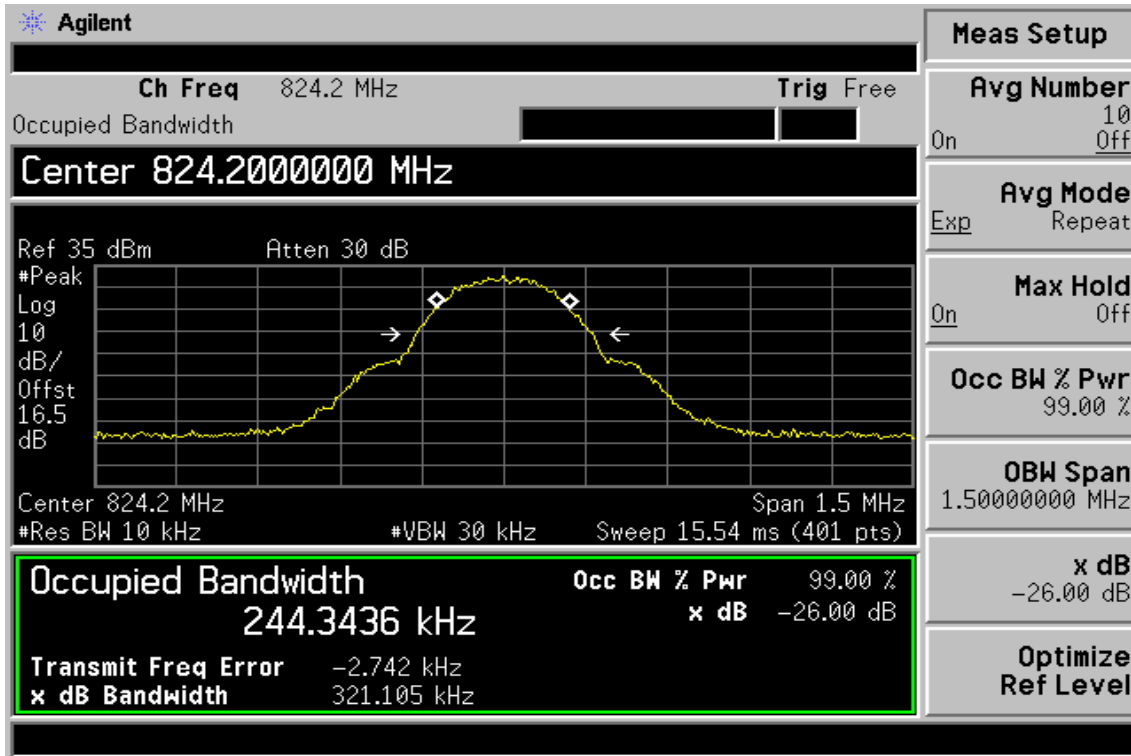 Agilent
Ch Freq 824.2 MHz Trig Free
Occupied Bandwidth
Center 824.2000000 MHz
Ref 35 dBm Atten 30 dB
#Peak
Log
10
dB/
Offst
16.5
dB
Center 824.2 MHz Span 1.5 MHz
#Res BW 10 kHz #VBW 30 kHz Sweep 15.54 ms (401 pts)
Occupied Bandwidth Occ BW % Pwr 99.00 %
244.3436 kHz x dB -26.00 dB
Transmit Freq Error -2.742 kHz
x dB Bandwidth 321.105 kHz
Meas Setup
Avg Number
10
On Off
Avg Mode
Exp Repeat
Max Hold
On Off
Occ BW % Pwr
99.00 %
OBW Span
1.50000000 MHz
x dB
-26.00 dB
Optimize
Ref Level